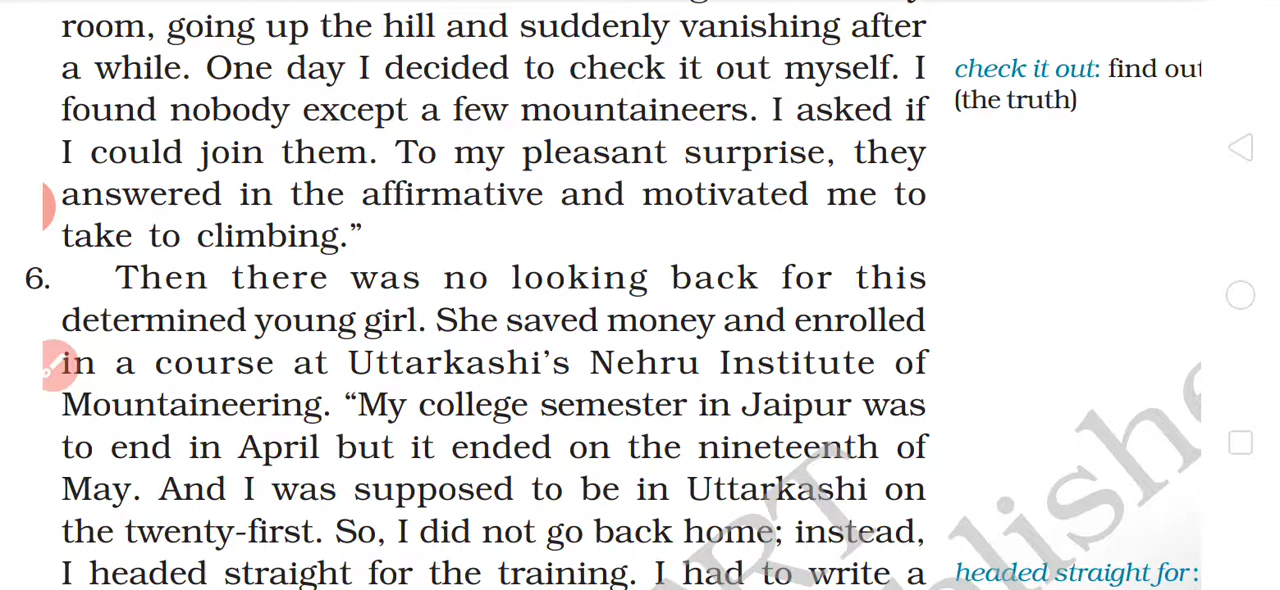 room, going up the hill and suddenly vanishing after
a while. One day I decided to check it out myself. I
found nobody except a few mountaineers. I asked if
I could join them. To my pleasant surprise, they
answered in the affirmative and motivated me to
take to climbing.”
check it out: find out
(the truth)
6. Then there was no looking back for this
determined young girl. She saved money and enrolled
in a course at Uttarkashi’s Nehru Institute of
Mountaineering. “My college semester in Jaipur was
to end in April but it ended on the nineteenth of
May. And I was supposed to be in Uttarkashi on
the twenty-first. So, I did not go back home; instead,
I headed straight for the training. I had to write a
headed straight for: